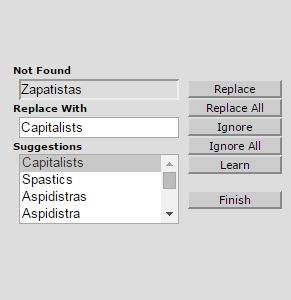 Not Found
Zapatistas
Replace
Replace With
Replace All
Capitalists
Ignore
Suggestions
Ignore All
Capitalists
Learn
Spastics
Aspidistras
Finish
Aspidistra